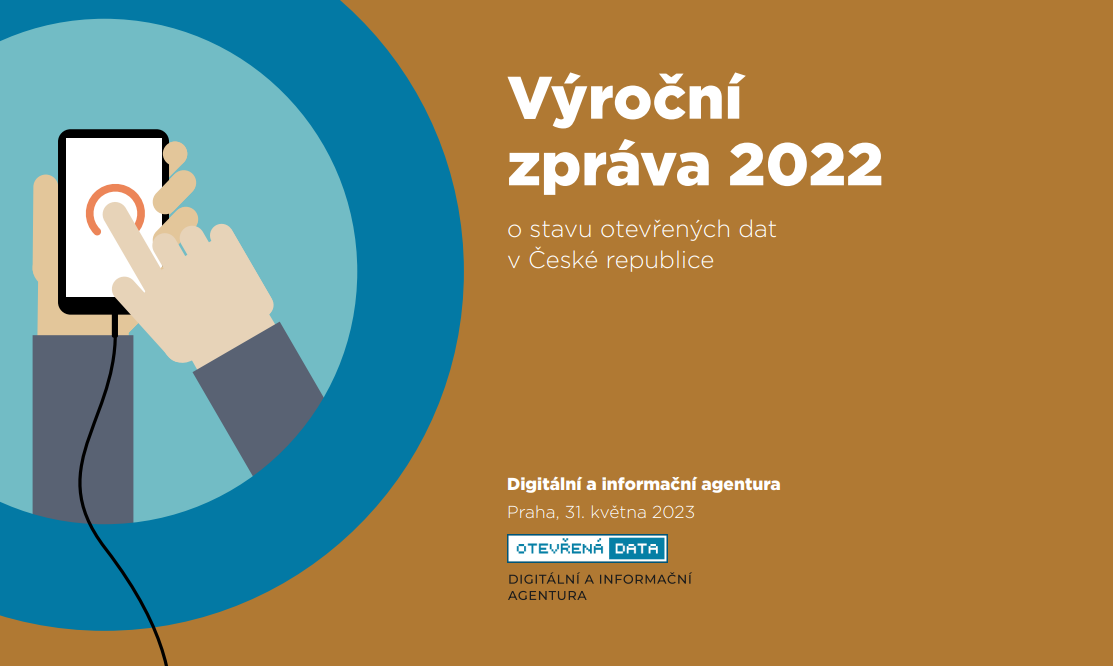 Výroční
zpráva 2022
o stavu otevřených dat
v České republice
Digitální a informační agentura
Praha, 31. května 2023
OTEVŘENÁ DATA
DIGITÁLNÍ A INFORMAČNÍ
AGENTURA